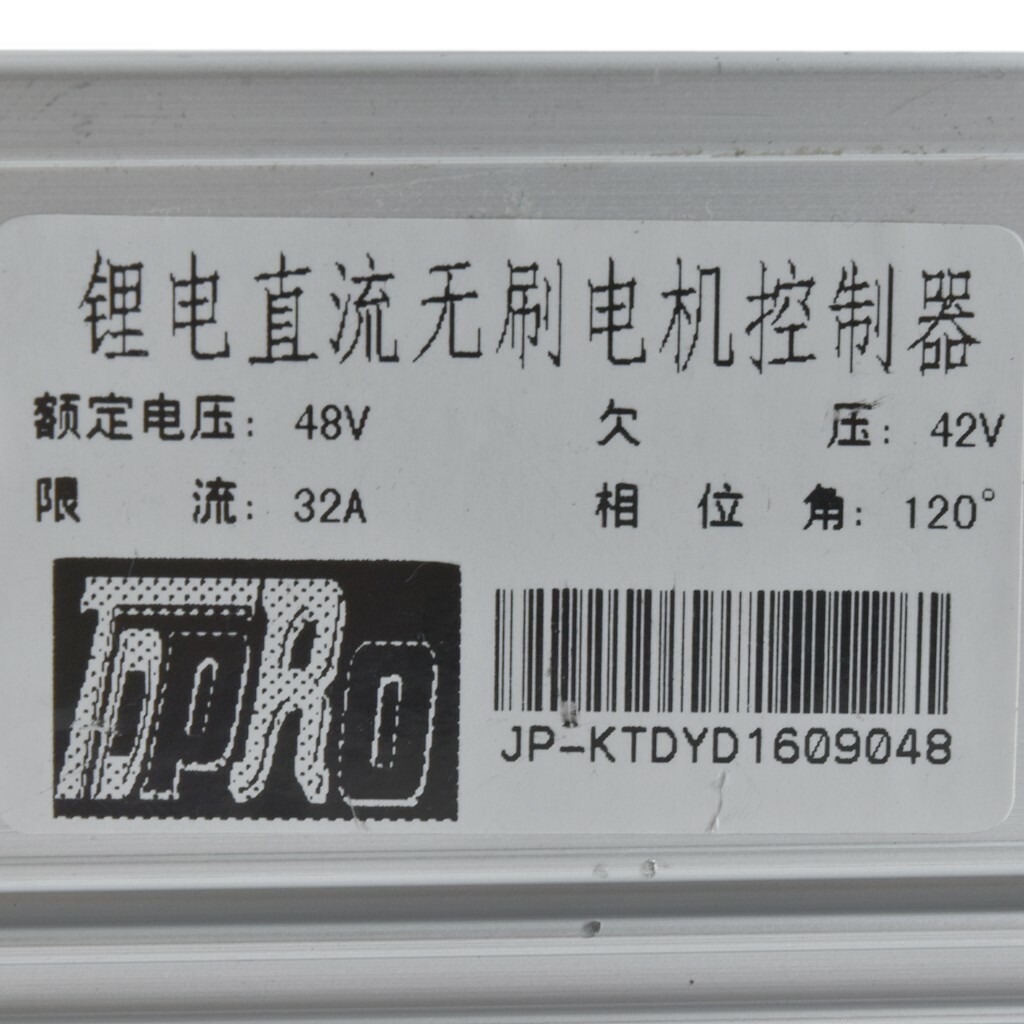 锂电直流无刷电机控制器
额定电压: 48V 欠 压: 42V
限 流: 32A 相 位 角: 120°
TOPRO
JP-KTDYD1609048